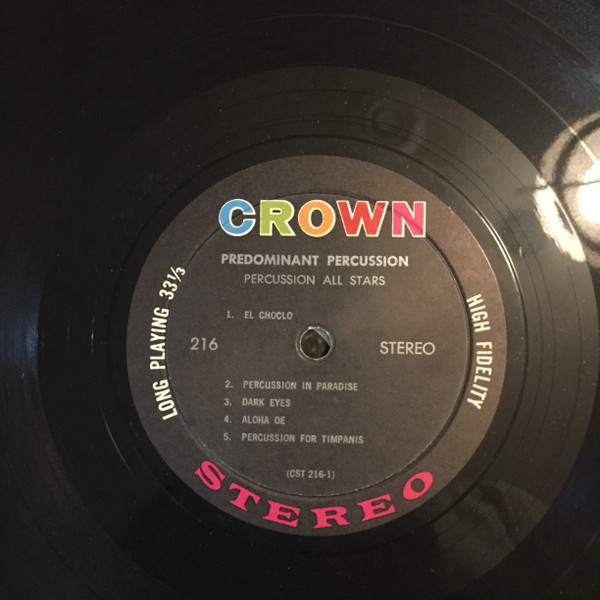 CROWN
PREDOMINANT PERCUSSION
PERCUSSION ALL STARS
1. EL CHOCLO
216
STEREO
2. PERCUSSION IN PARADISE
3. DARK EYES
4. ALOHA OE
5. PERCUSSION FOR TIMPANIS
(CST 216-1)
LONG PLAYING 33⅓
HIGH FIDELITY
STEREO